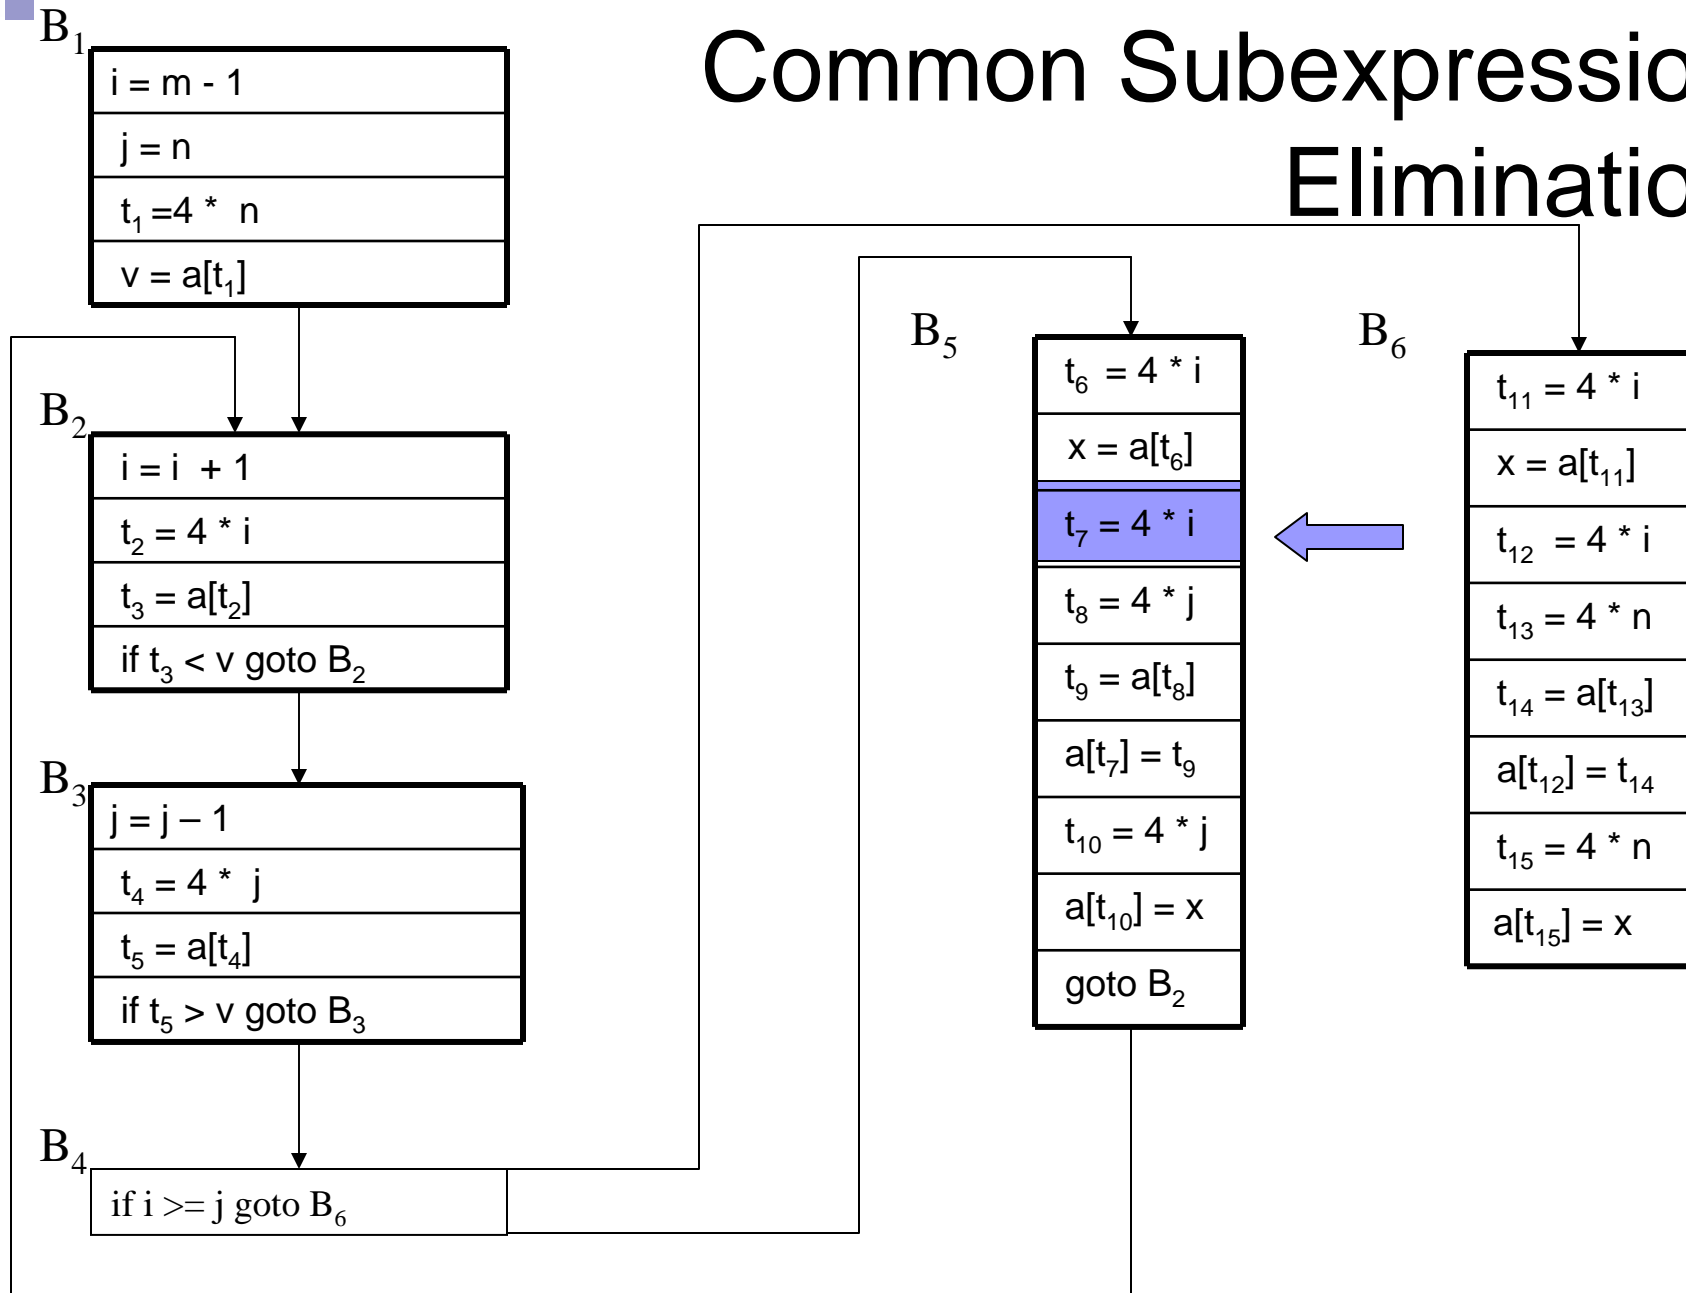 Common Subexpressio
Eliminatio
B₁
i = m - 1
j = n
t₁ =4 * n
v = a[t₁]
B₂
i = i + 1
t₂ = 4 * i
t₃ = a[t₂]
if t₃ < v goto B₂
B₃
j = j – 1
t₄ = 4 * j
t₅ = a[t₄]
if t₅ > v goto B₃
B₄
if i >= j goto B₆
B₅
t₆ = 4 * i
x = a[t₆]
t₇ = 4 * i
t₈ = 4 * j
t₉ = a[t₈]
a[t₇] = t₉
t₁₀ = 4 * j
a[t₁₀] = x
goto B₂
B₆
t₁₁ = 4 * i
x = a[t₁₁]
t₁₂ = 4 * i
t₁₃ = 4 * n
t₁₄ = a[t₁₃]
a[t₁₂] = t₁₄
t₁₅ = 4 * n
a[t₁₅] = x